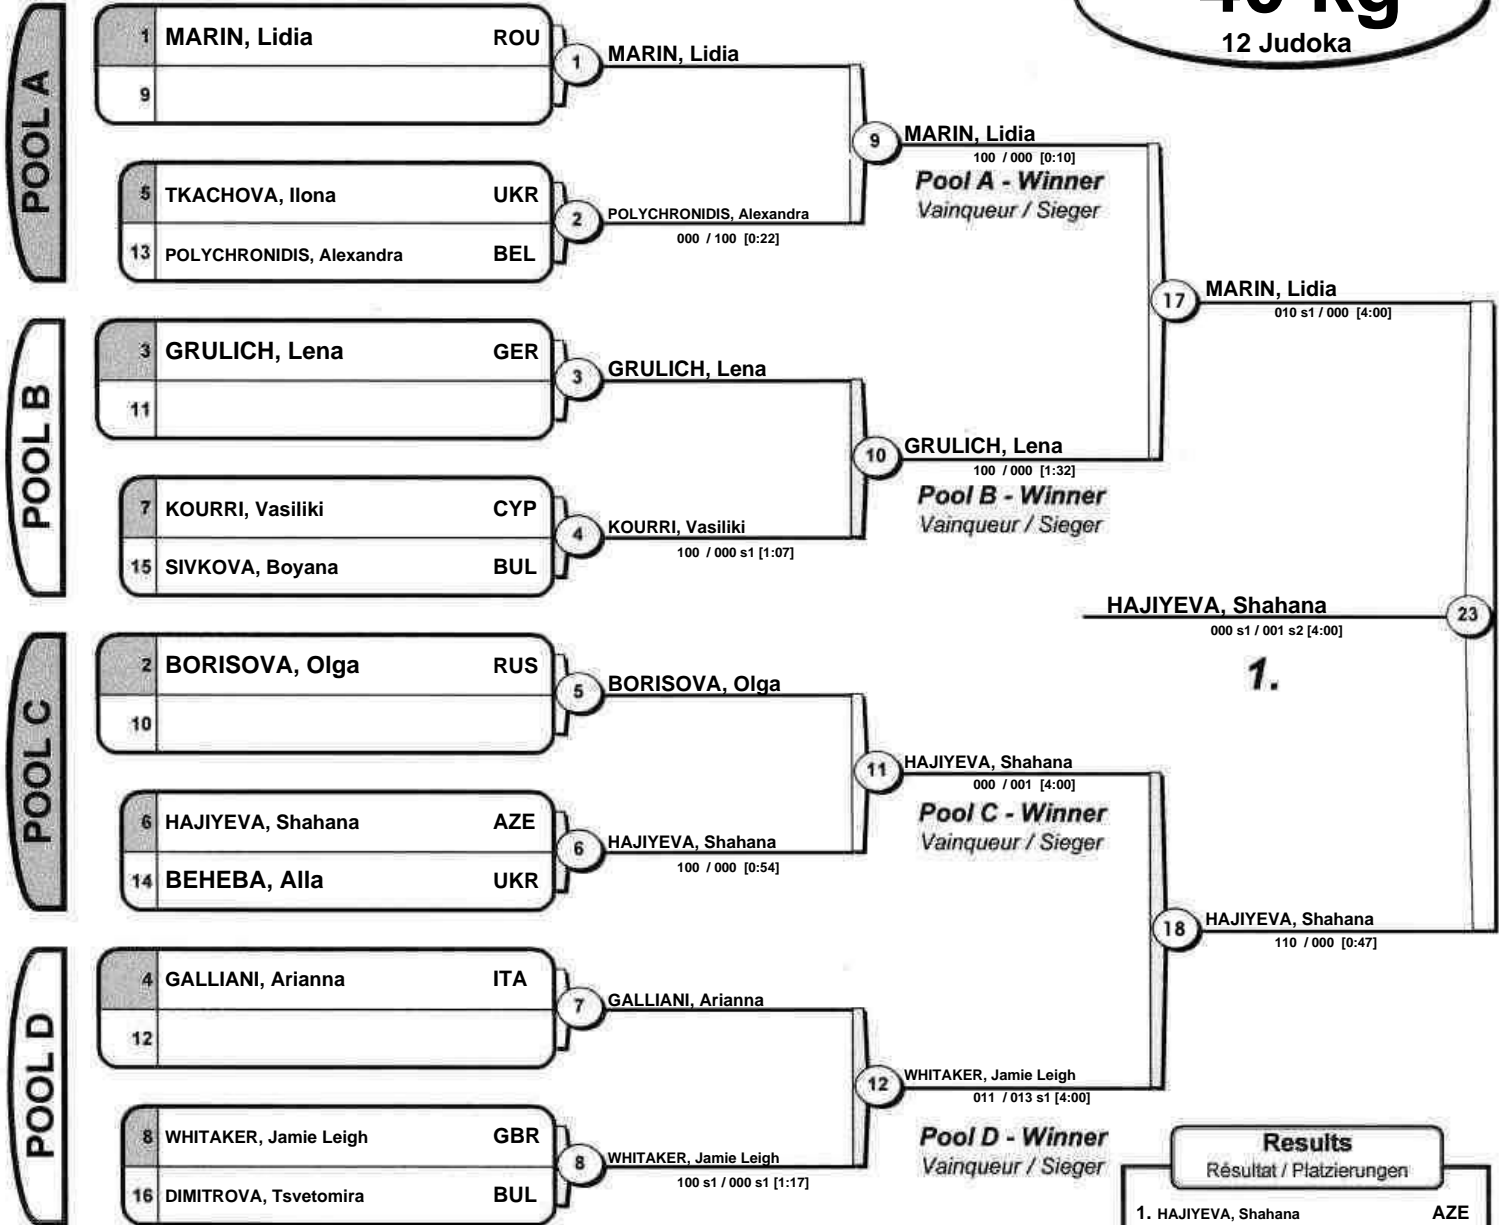 40 kg
12 Judoka
POOL A
1 MARIN, Lidia ROU
9
1 MARIN, Lidia
5 TKACHOVA, Ilona UKR
13 POLYCHRONIDIS, Alexandra BEL
2 POLYCHRONIDIS, Alexandra
000 / 100 [0:22]
9 MARIN, Lidia
100 / 000 [0:10]
Pool A - Winner
Vainqueur / Sieger
17 MARIN, Lidia
010 s1 / 000 [4:00]
POOL B
3 GRULICH, Lena GER
11
3 GRULICH, Lena
7 KOURRI, Vasiliki CYP
15 SIVKOVA, Boyana BUL
4 KOURRI, Vasiliki
100 / 000 s1 [1:07]
10 GRULICH, Lena
100 / 000 [1:32]
Pool B - Winner
Vainqueur / Sieger
HAJIYEVA, Shahana 23
000 s1 / 001 s2 [4:00]
1.
POOL C
2 BORISOVA, Olga RUS
10
5 BORISOVA, Olga
6 HAJIYEVA, Shahana AZE
14 BEHEBA, Alla UKR
6 HAJIYEVA, Shahana
100 / 000 [0:54]
11 HAJIYEVA, Shahana
000 / 001 [4:00]
Pool C - Winner
Vainqueur / Sieger
18 HAJIYEVA, Shahana
110 / 000 [0:47]
POOL D
4 GALLIANI, Arianna ITA
12
7 GALLIANI, Arianna
8 WHITAKER, Jamie Leigh GBR
16 DIMITROVA, Tsvetomira BUL
8 WHITAKER, Jamie Leigh
100 s1 / 000 s1 [1:17]
12 WHITAKER, Jamie Leigh
011 / 013 s1 [4:00]
Pool D - Winner
Vainqueur / Sieger
Results
Résultat / Platzierungen
1. HAJIYEVA, Shahana AZE